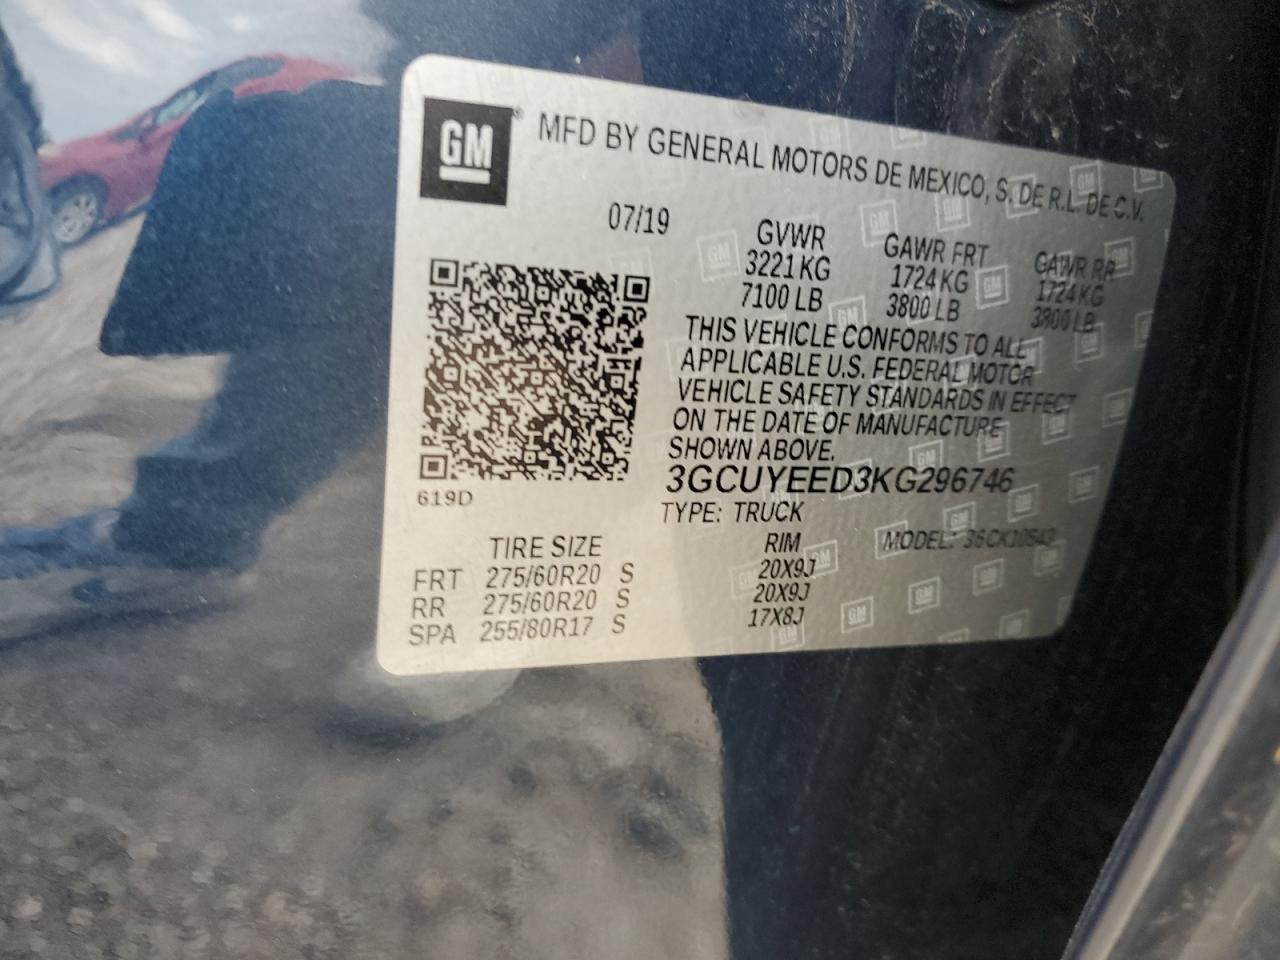 GM
MFD BY GENERAL MOTORS DE MEXICO, S. DE R.L. DE C.V.
07/19
GVWR GAWR FRT GAWR RR
3221 KG 1724 KG 1724 KG
7100 LB 3800 LB 3800 LB
THIS VEHICLE CONFORMS TO ALL
APPLICABLE U.S. FEDERAL MOTOR
VEHICLE SAFETY STANDARDS IN EFFECT
ON THE DATE OF MANUFACTURE
SHOWN ABOVE.
3GCUYEED3KG296746
619D
TYPE: TRUCK
MODEL: 36CK10543
TIRE SIZE RIM
FRT 275/60R20 S 20X9J
RR 275/60R20 S 20X9J
SPA 255/80R17 S 17X8J